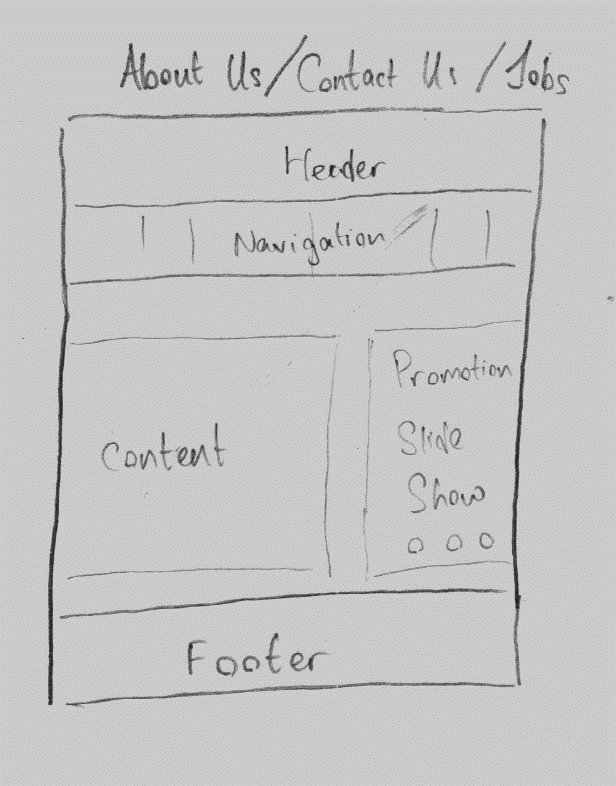 About Us/Contact Us/Jobs
Header
Navigation
Content
Promotion
Slide
Show
Footer